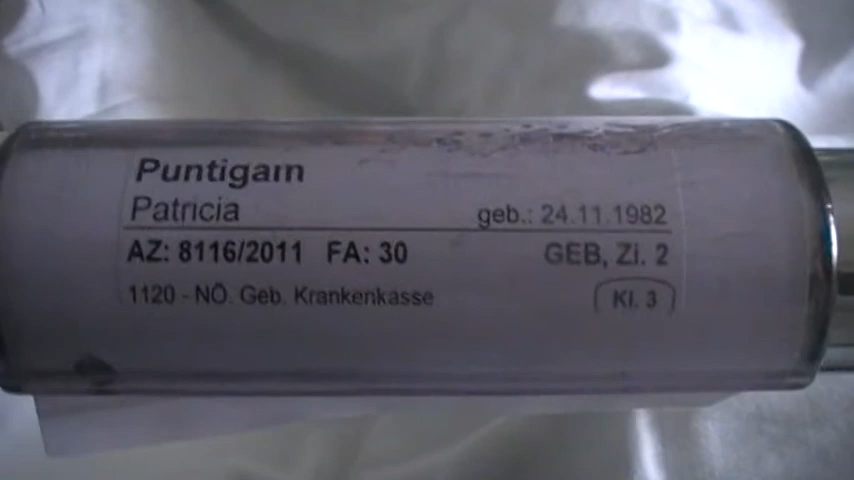 Puntigam
Patricia geb.: 24.11.1982
AZ: 8116/2011 FA: 30 GEB, Zi. 2
1120 - NÖ. Geb. Krankenkasse Kl. 3